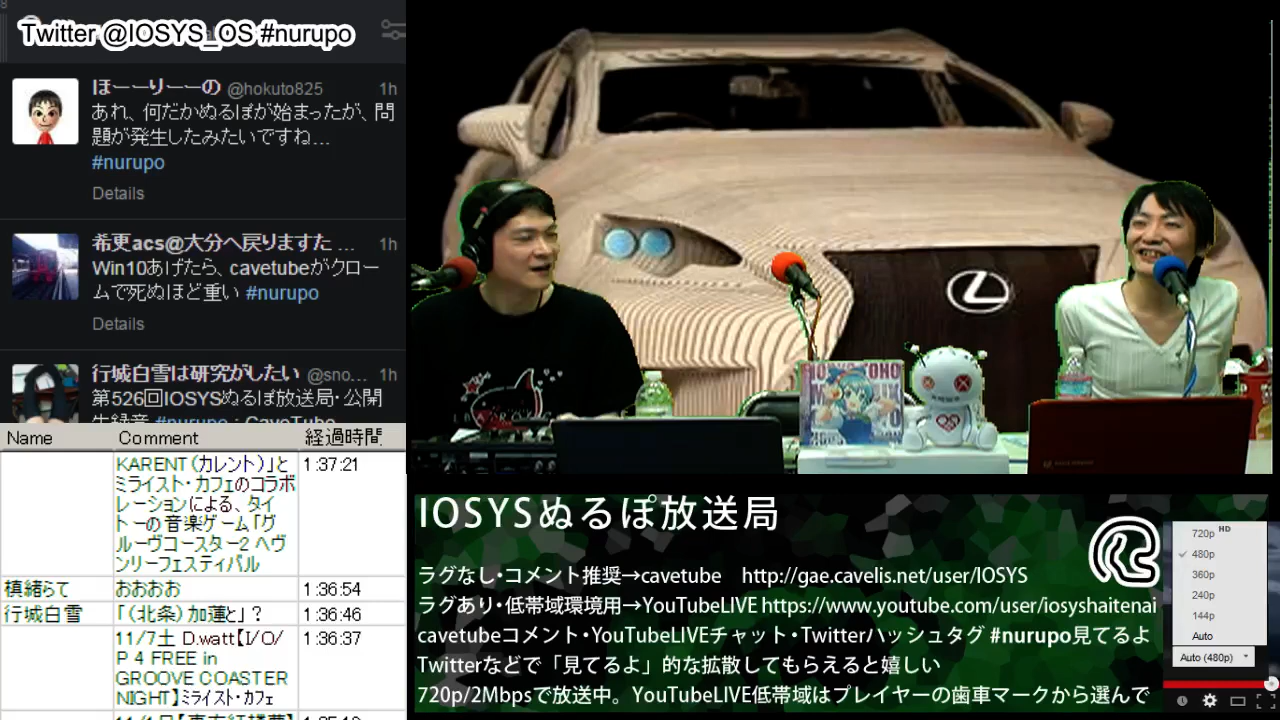 Twitter @IOSYS_OS #nurupo
ほーーりーーの @hokuto825 1h
あれ、何だかぬるぽが始まったが、問
題が発生したみたいですね…
#nurupo
Details
希更acs@大分へ戻りますた ... 1h
Win10あげたら、cavetubeがクロー
ムで死ぬほど重い #nurupo
Details
行城白雪は研究がしたい @sno... 1h
第526回IOSYSぬるぽ放送局・公開
生録音 #nurupo : CaveTube
Name Comment 経過時間
KARENT（カレント）」と 1:37:21
ミライスト・カフェのコラボ
レーションによる、タイ
トーの音楽ゲーム「グ
ルーヴコースター2 ヘヴ
ンリーフェスティバル
槙緒らて おおおお 1:36:54
行城白雪 「（北条）加蓮と」？ 1:36:46
11/7土 D.watt【I/O/ 1:36:37
P 4 FREE in
GROOVE COASTER
NIGHT】ミライスト・カフェ
IOSYSぬるぽ放送局
ラグなし・コメント推奨→cavetube http://gae.cavelis.net/user/IOSYS
ラグあり・低帯域環境用→YouTubeLIVE https://www.youtube.com/user/iosyshaitenai
cavetubeコメント・YouTubeLIVEチャット・Twitterハッシュタグ #nurupo見てるよ
Twitterなどで「見てるよ」的な拡散してもらえると嬉しい
720p/2Mbpsで放送中。YouTubeLIVE低帯域はプレイヤーの歯車マークから選んで
720p HD
480p
360p
240p
144p
Auto
Auto (480p)